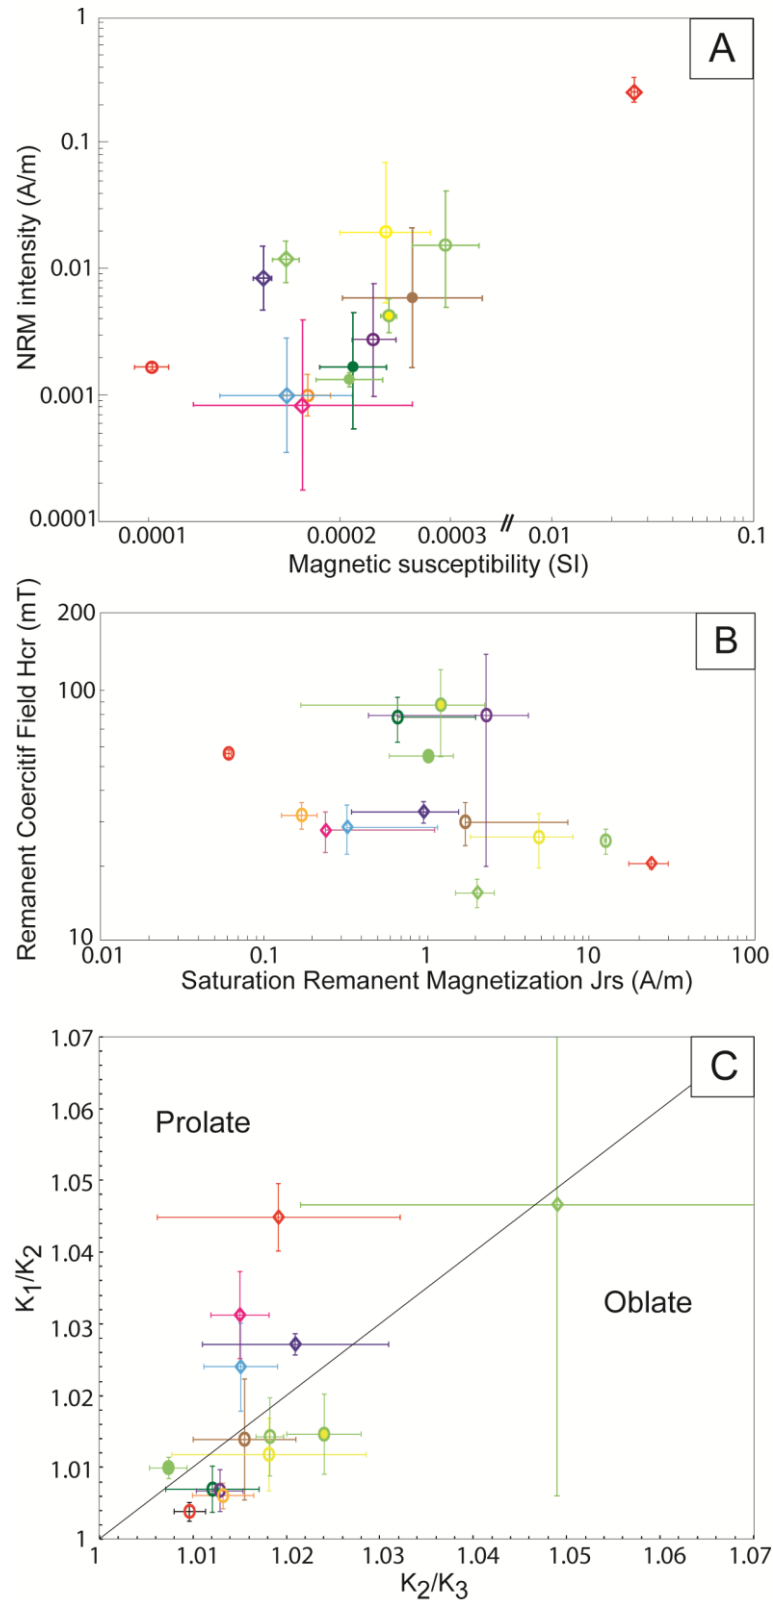 1
A
0.1
0.01
0.001
0.0001
NRM intensity (A/m)
0.0001 0.0002 0.0003 // 0.01 0.1
Magnetic susceptibility (SI)
200
B
100
10
Remanent Coercitif Field Hcr (mT)
0.01 0.1 1 10 100
Saturation Remanent Magnetization Jrs (A/m)
1.07
C
1.06
Prolate
1.05
1.04
K1/K2
Oblate
1.03
1.02
1.01
1
1 1.01 1.02 1.03 1.04 1.05 1.06 1.07
K2/K3